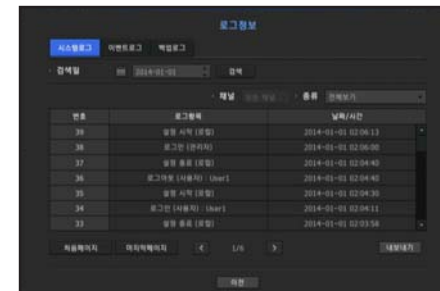 로그정보
시스템로그 이벤트로그 백업로그
· 검색일 2014-01-01 검색
· 채널 · 종류 전체보기
번호 로그항목 날짜/시간
39 설정 시작 (로컬) 2014-01-01 02:06:13
38 로그인 (관리자) 2014-01-01 02:06:00
37 설정 종료 (로컬) 2014-01-01 02:04:40
36 로그아웃 (사용자) : User1 2014-01-01 02:04:40
35 설정 시작 (로컬) 2014-01-01 02:04:30
34 로그인 (사용자) : User1 2014-01-01 02:04:11
33 설정 종료 (로컬) 2014-01-01 02:03:58
처음페이지 마지막페이지 < 1/6 > 내보내기
이전